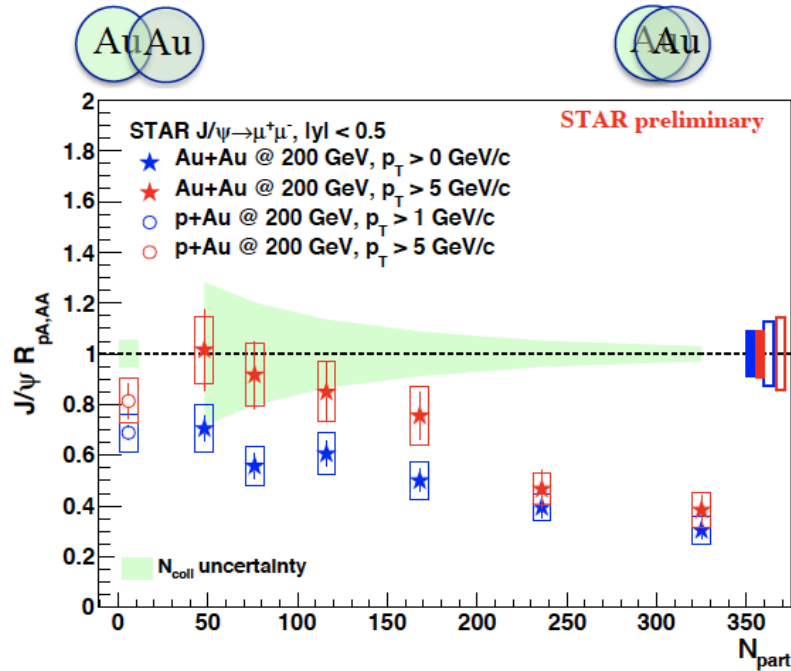 Au Au
Au Au
2
1.8
1.6
1.4
1.2
1
0.8
0.6
0.4
0.2
0
J/ψ R pA,AA
STAR preliminary
STAR J/ψ→μ⁺μ⁻, |y| < 0.5
Au+Au @ 200 GeV, p_T > 0 GeV/c
Au+Au @ 200 GeV, p_T > 5 GeV/c
p+Au @ 200 GeV, p_T > 1 GeV/c
p+Au @ 200 GeV, p_T > 5 GeV/c
N_coll uncertainty
0 50 100 150 200 250 300 350
N_part